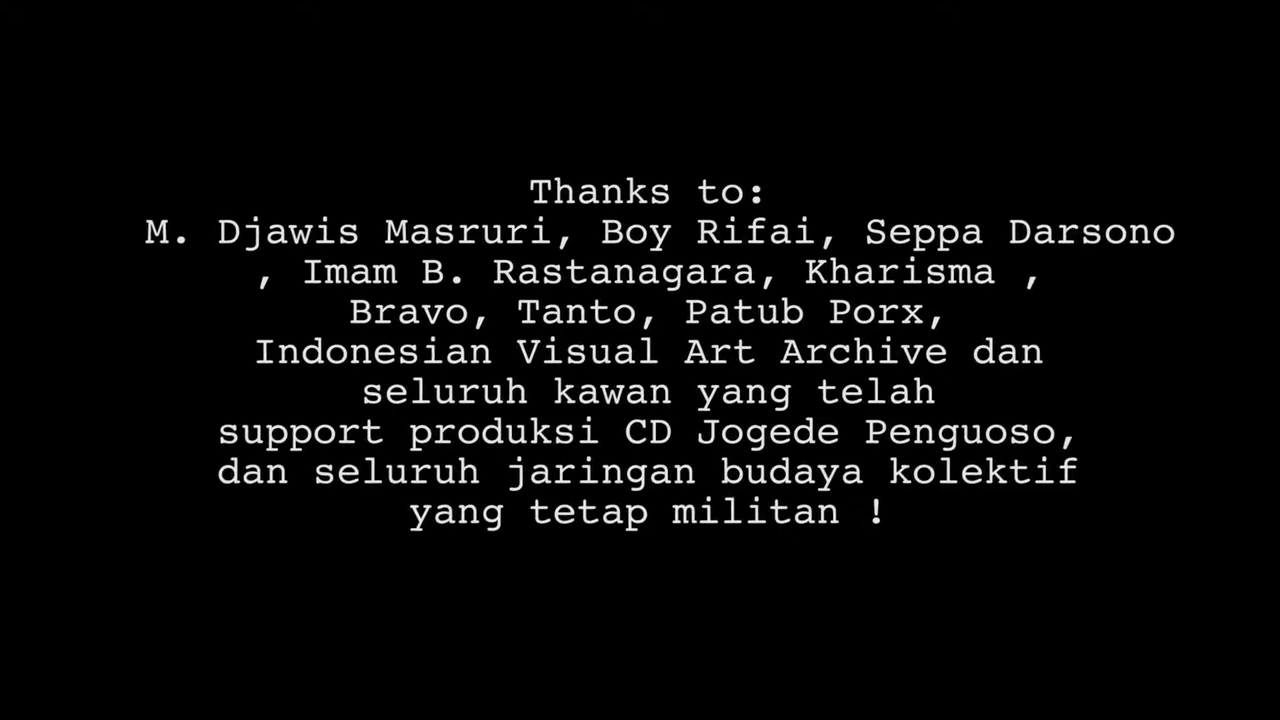 Thanks to:
M. Djawis Masruri, Boy Rifai, Seppa Darsono
, Imam B. Rastanagara, Kharisma ,
Bravo, Tanto, Patub Porx,
Indonesian Visual Art Archive dan
seluruh kawan yang telah
support produksi CD Jogede Penguoso,
dan seluruh jaringan budaya kolektif
yang tetap militan !